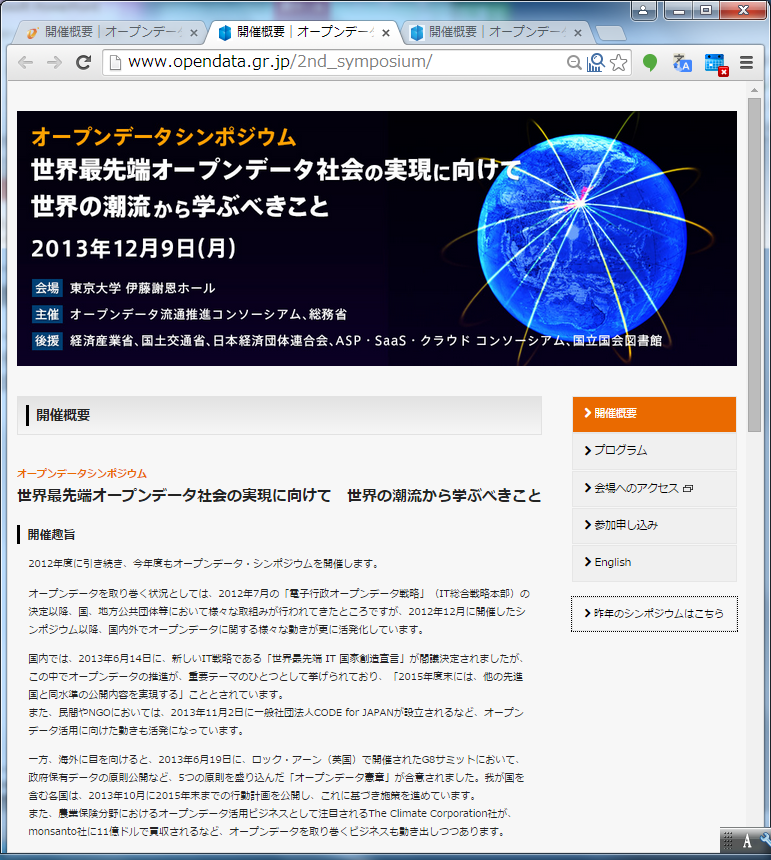 開催概要 | オープンデー
開催概要 | オープンデー
開催概要 | オープンデー
www.opendata.gr.jp/2nd_symposium/
オープンデータシンポジウム
世界最先端オープンデータ社会の実現に向けて
世界の潮流から学ぶべきこと
2013年12月9日(月)
会場 東京大学 伊藤謝恩ホール
主催 オープンデータ流通推進コンソーシアム、総務省
後援 経済産業省、国土交通省、日本経済団体連合会、ASP・SaaS・クラウド コンソーシアム、国立国会図書館
開催概要
オープンデータシンポジウム
世界最先端オープンデータ社会の実現に向けて 世界の潮流から学ぶべきこと
開催趣旨
2012年度に引き続き、今年度もオープンデータ・シンポジウムを開催します。
オープンデータを取り巻く状況としては、2012年7月の「電子行政オープンデータ戦略」（IT総合戦略本部）の
決定以降、国、地方公共団体等において様々な取組みが行われてきたところですが、2012年12月に開催したシ
ンポジウム以降、国内外でオープンデータに関する様々な動きが更に活発化しています。
国内では、2013年6月14日に、新しいIT戦略である「世界最先端 IT 国家創造宣言」が閣議決定されましたが、
この中でオープンデータの推進が、重要テーマのひとつとして挙げられており、「2015年度末には、他の先進
国と同水準の公開内容を実現する」こととされています。
また、民間やNGOにおいては、2013年11月2日に一般社団法人CODE for JAPANが設立されるなど、オープン
データ活用に向けた動きも活発になっています。
一方、海外に目を向けると、2013年6月19日に、ロック・アーン（英国）で開催されたG8サミットにおいて、
政府保有データの原則公開など、5つの原則を盛り込んだ「オープンデータ憲章」が合意されました。我が国を
含む各国は、2013年10月に2015年末までの行動計画を公開し、これに基づき施策を進めています。
また、農業保険分野におけるオープンデータ活用ビジネスとして注目されるThe Climate Corporation社が、
monsanto社に11億ドルで買収されるなど、オープンデータを取り巻くビジネスも動き出しつつあります。
開催概要
プログラム
会場へのアクセス
参加申し込み
English
昨年のシンポジウムはこちら
A